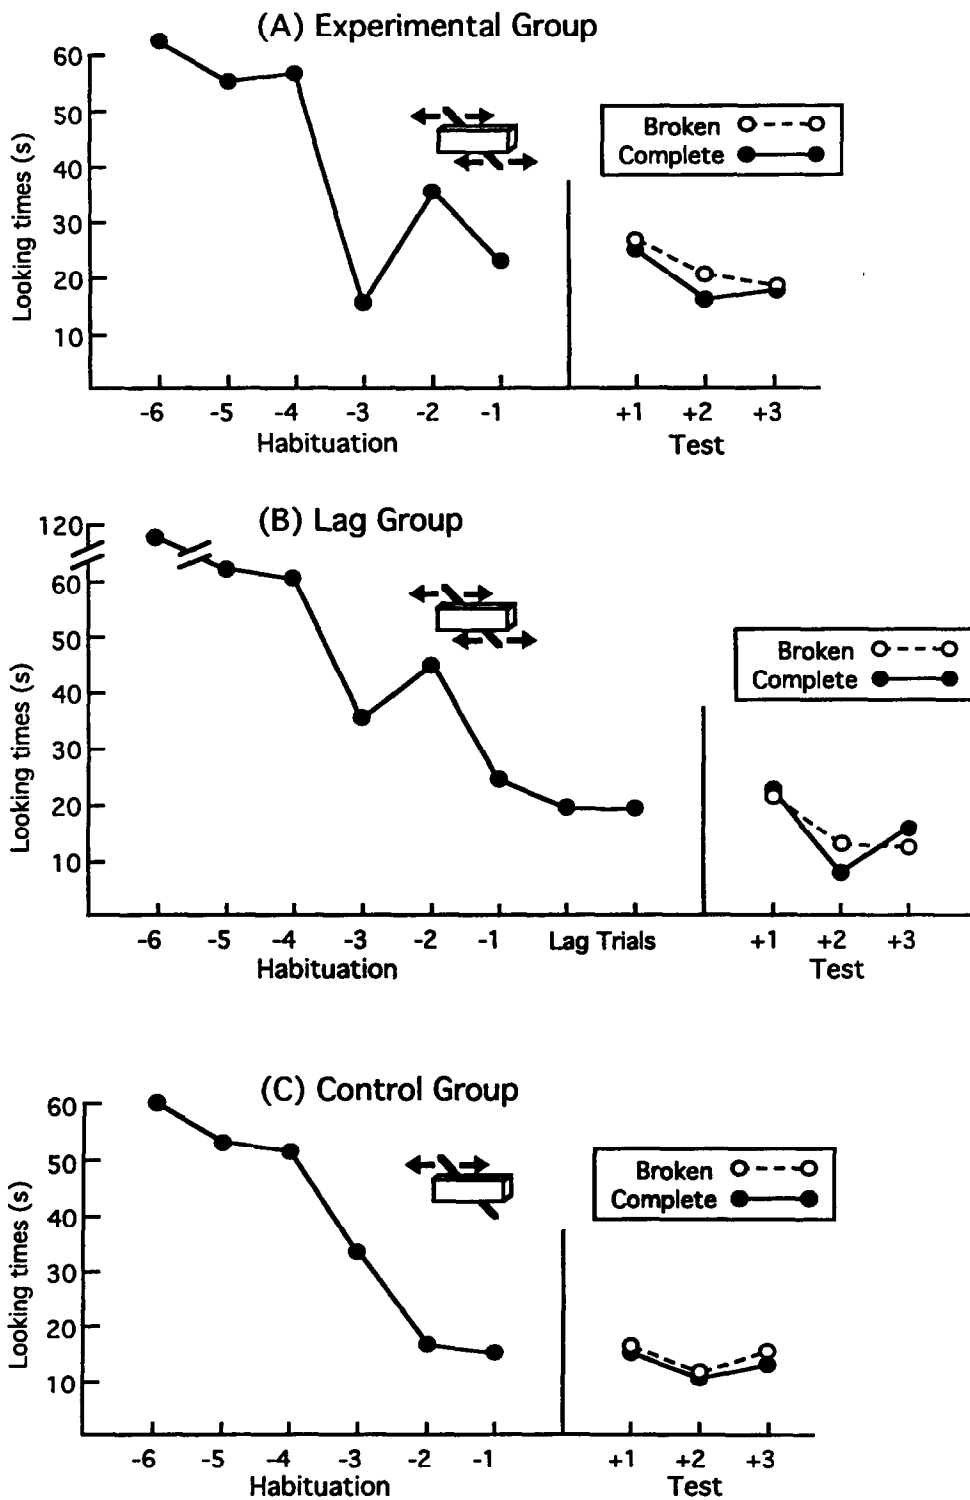 (A) Experimental Group
Looking times (s)
60
50
40
30
20
10
Broken
Complete
-6 -5 -4 -3 -2 -1 +1 +2 +3
Habituation Test
(B) Lag Group
Looking times (s)
120
60
50
40
30
20
10
Broken
Complete
-6 -5 -4 -3 -2 -1 Lag Trials +1 +2 +3
Habituation Test
(C) Control Group
Looking times (s)
60
50
40
30
20
10
Broken
Complete
-6 -5 -4 -3 -2 -1 +1 +2 +3
Habituation Test